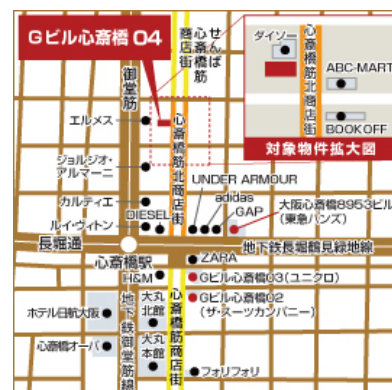 Gビル心斎橋 04
せんば
心斎橋筋
商店街
御堂筋
心斎橋筋北商店街
ダイソー
ABC-MART
BOOKOFF
対象物件拡大図
エルメス
心斎橋筋北商店街
ジョルジオ・
アルマーニ
カルティエ
UNDER ARMOUR
adidas
GAP
DIESEL
大阪心斎橋8953ビル
(東急ハンズ)
ルイ・ヴィトン
長堀通
地下鉄長堀鶴見緑地線
心斎橋駅
ZARA
H&M
Gビル心斎橋03(ユニクロ)
Gビル心斎橋02
(ザ・スーツカンパニー)
ホテル日航大阪
地下鉄御堂筋線
大丸
北館
心斎橋筋商店街
心斎橋オーパ
大丸
本館
フォリフォリ